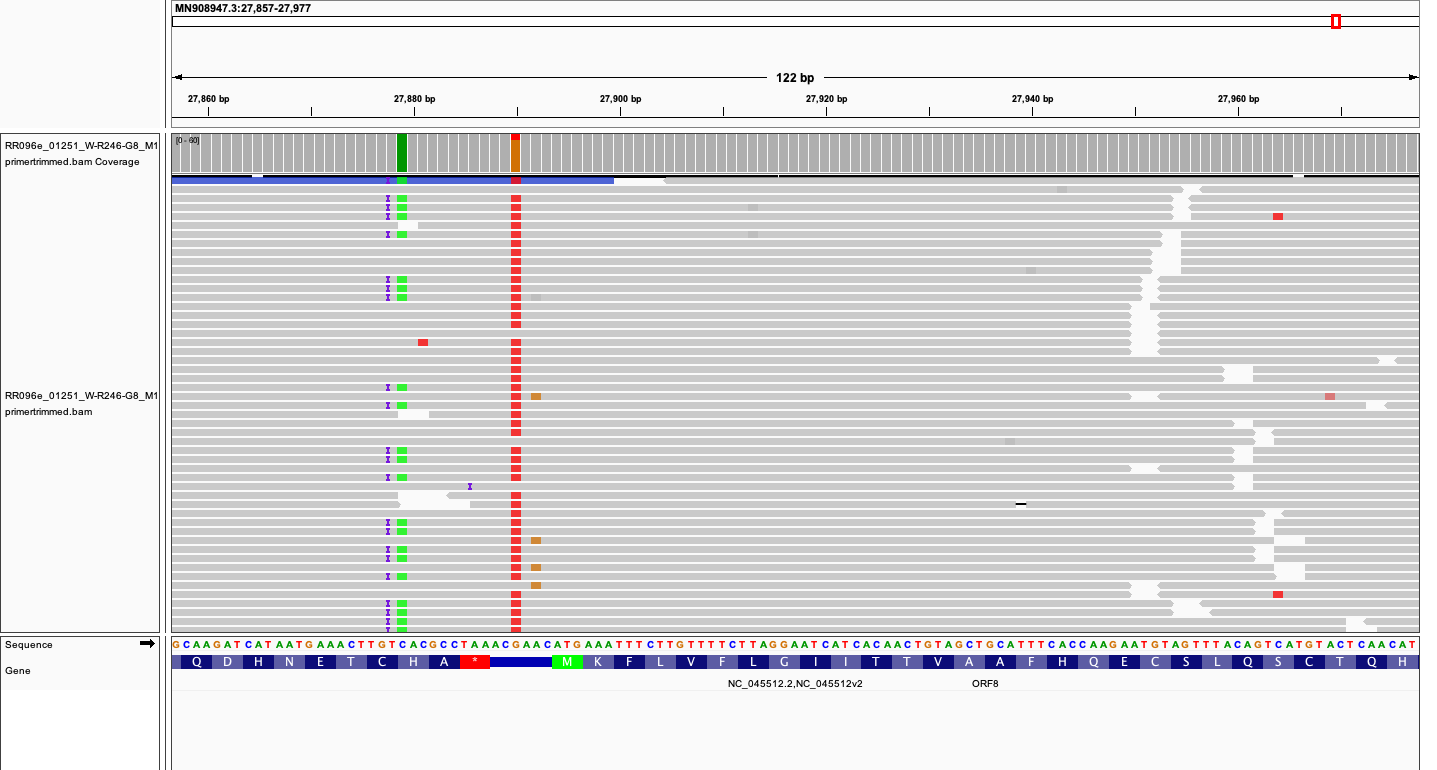 MN908947.3:27,857-27,977
122 bp
27,860 bp 27,880 bp 27,900 bp 27,920 bp 27,940 bp 27,960 bp
RR096e_01251_W-R246-G8_M1
primertrimmed.bam Coverage
[0 - 60]
RR096e_01251_W-R246-G8_M1
primertrimmed.bam
Sequence
GCAAGATCATAATGAAACTTGTCACGCCTAAACGAACATGAAATTTCTTGTTTTCTTAGGAATCATCACAACTGTAGCTGCATTTCACCAAGAATGTAGTTTACAGTCATGTACTCAACAT
Gene
Q D H N E T C H A * M K F L V F L G I I T T V A A F H Q E C S L Q S C T Q H
NC_045512.2,NC_045512v2 ORF8